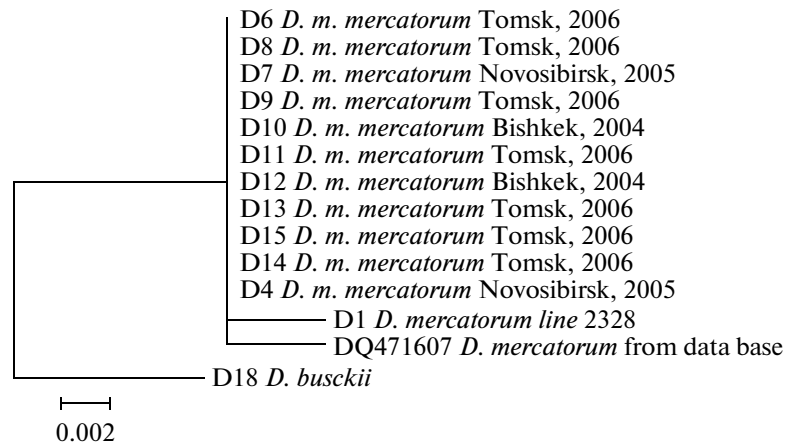 D6 D. m. mercatorum Tomsk, 2006
D8 D. m. mercatorum Tomsk, 2006
D7 D. m. mercatorum Novosibirsk, 2005
D9 D. m. mercatorum Tomsk, 2006
D10 D. m. mercatorum Bishkek, 2004
D11 D. m. mercatorum Tomsk, 2006
D12 D. m. mercatorum Bishkek, 2004
D13 D. m. mercatorum Tomsk, 2006
D15 D. m. mercatorum Tomsk, 2006
D14 D. m. mercatorum Tomsk, 2006
D4 D. m. mercatorum Novosibirsk, 2005
D1 D. mercatorum line 2328
DQ471607 D. mercatorum from data base
D18 D. busckii
0.002